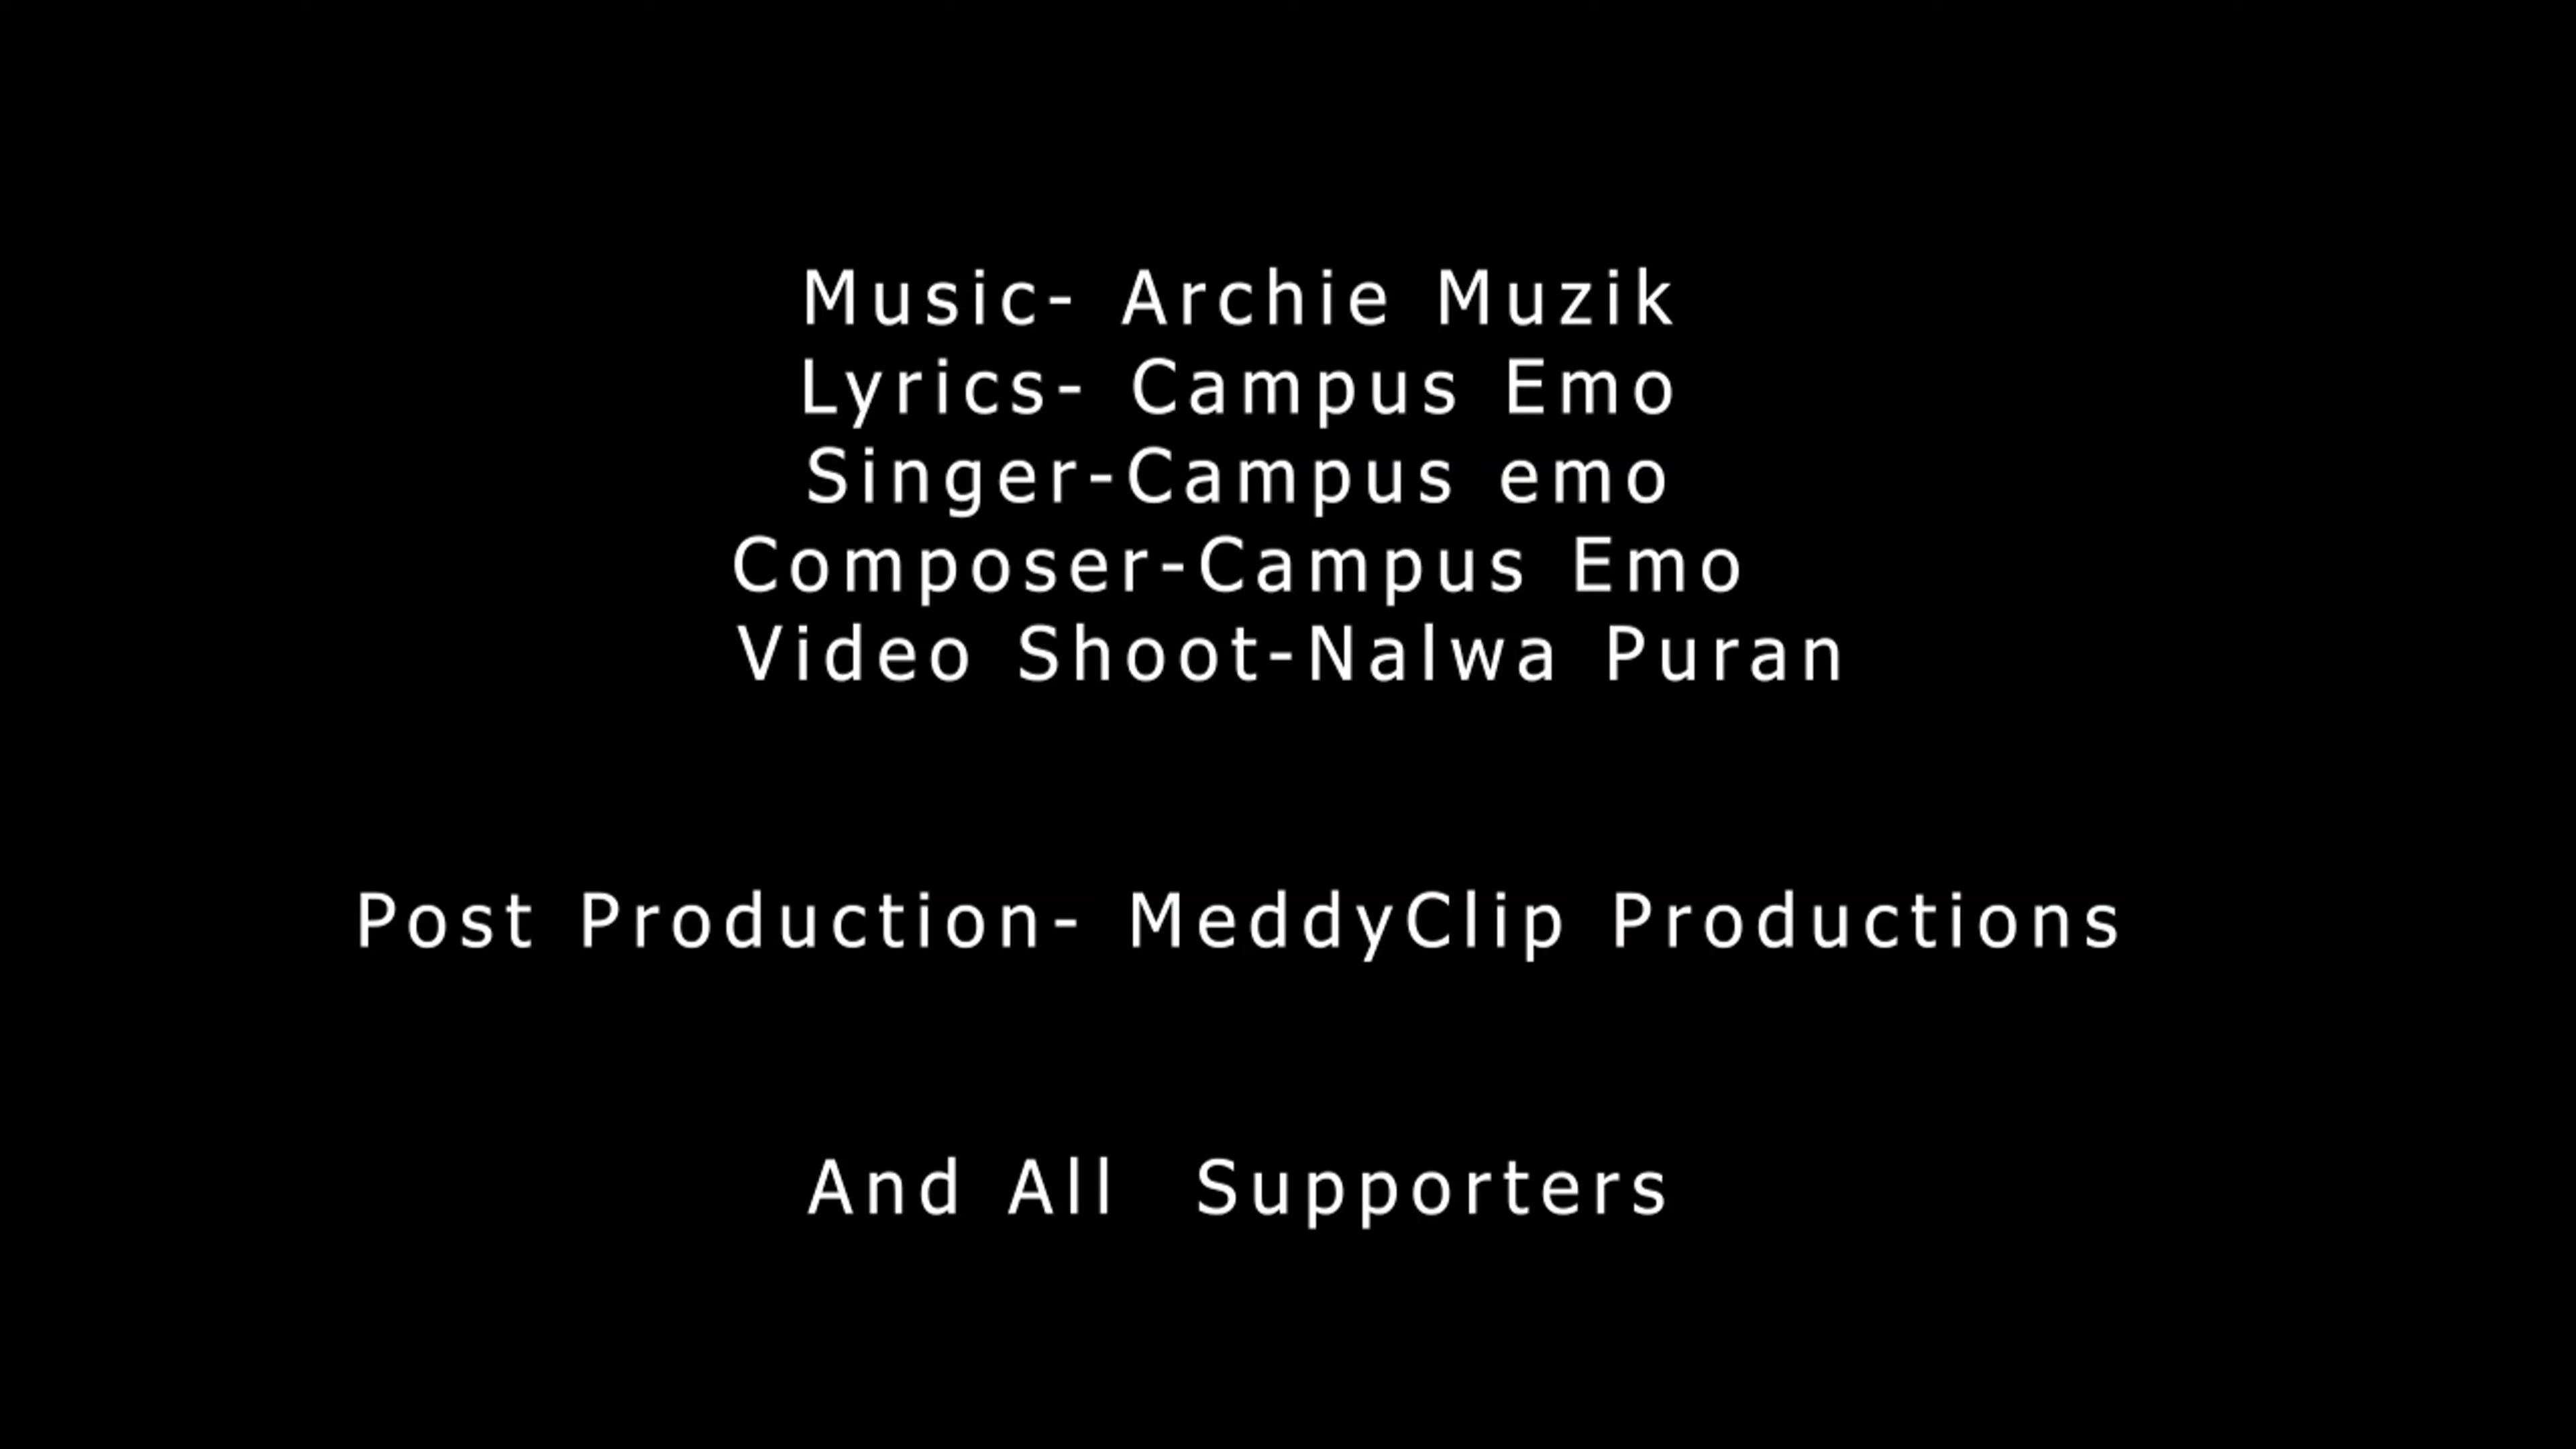 Music- Archie Muzik
Lyrics- Campus Emo
Singer-Campus emo
Composer-Campus Emo
Video Shoot-Nalwa Puran
Post Production- MeddyClip Productions
And All  Supporters